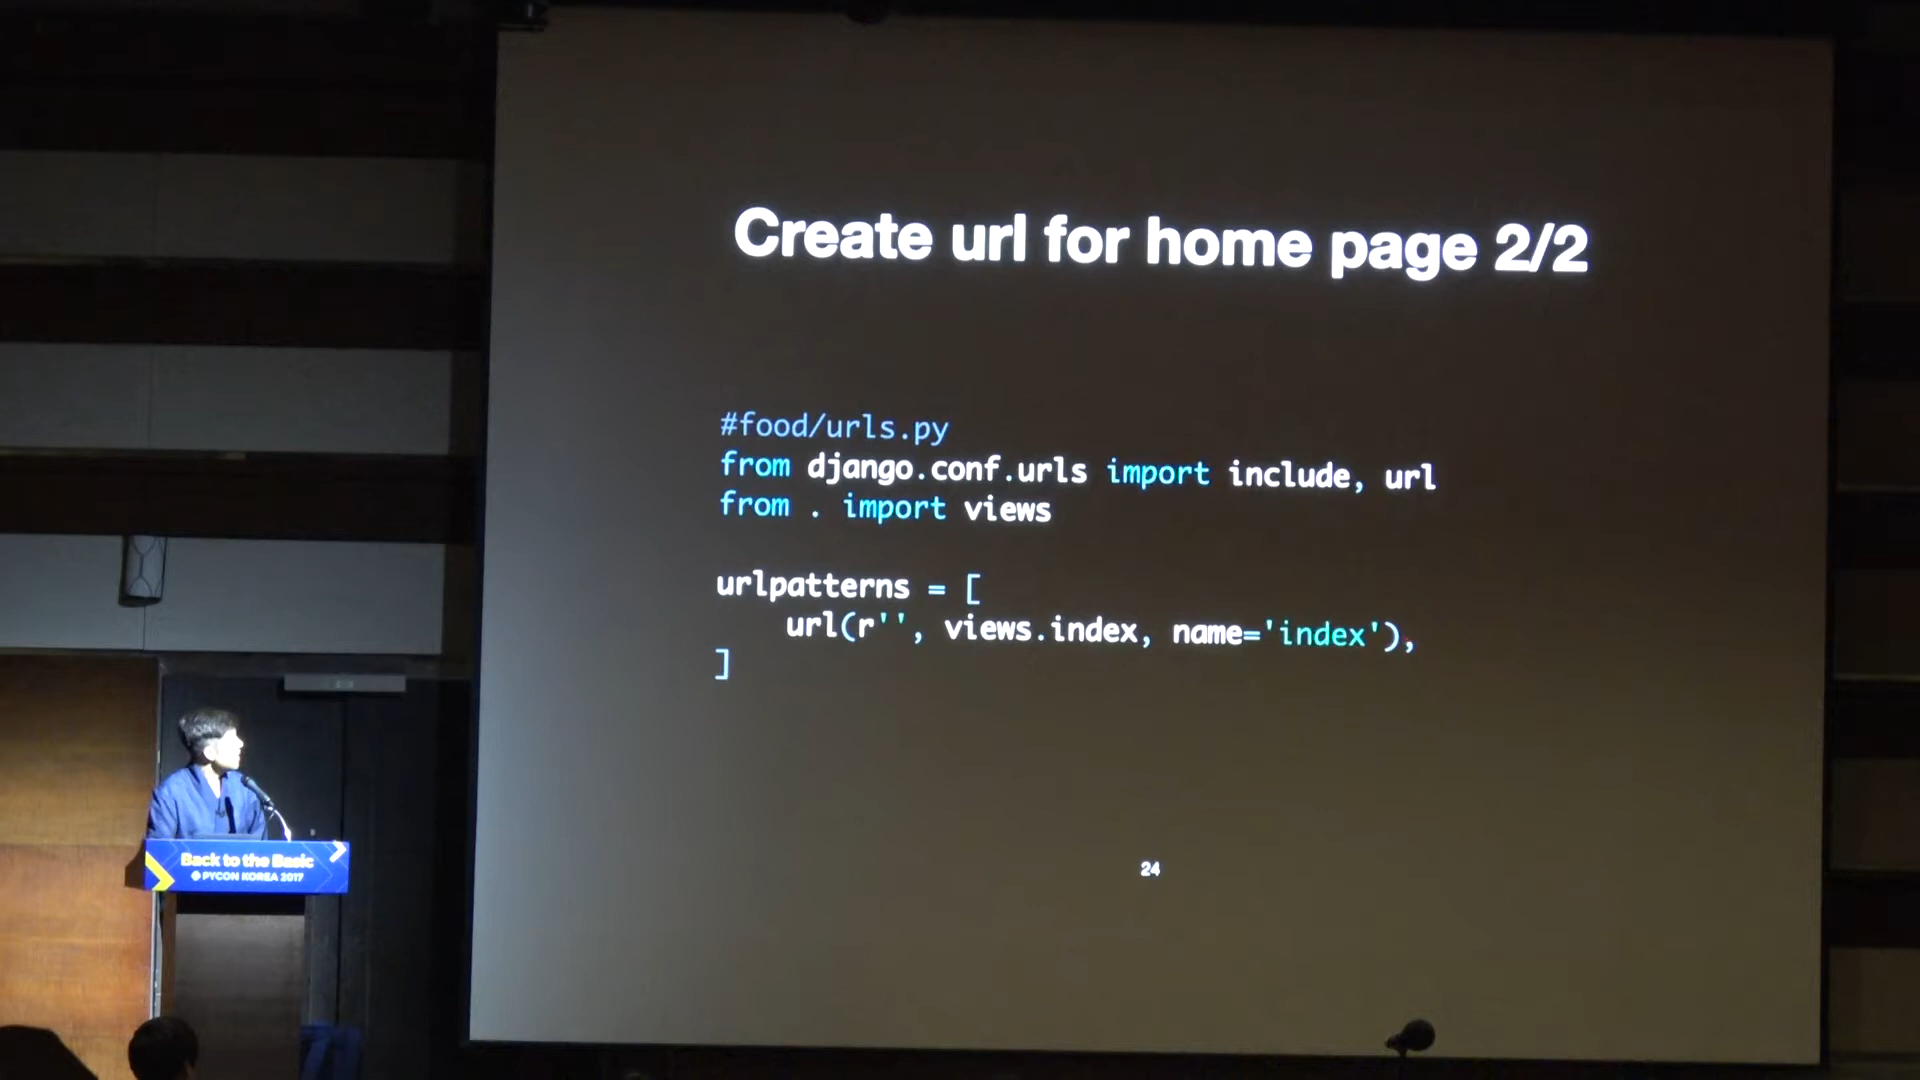 Create url for home page 2/2
#food/urls.py
from django.conf.urls import include, url
from . import views
urlpatterns = [
url(r'', views.index, name='index'),
]
24
Back to the Basic
PYCON KOREA 2017